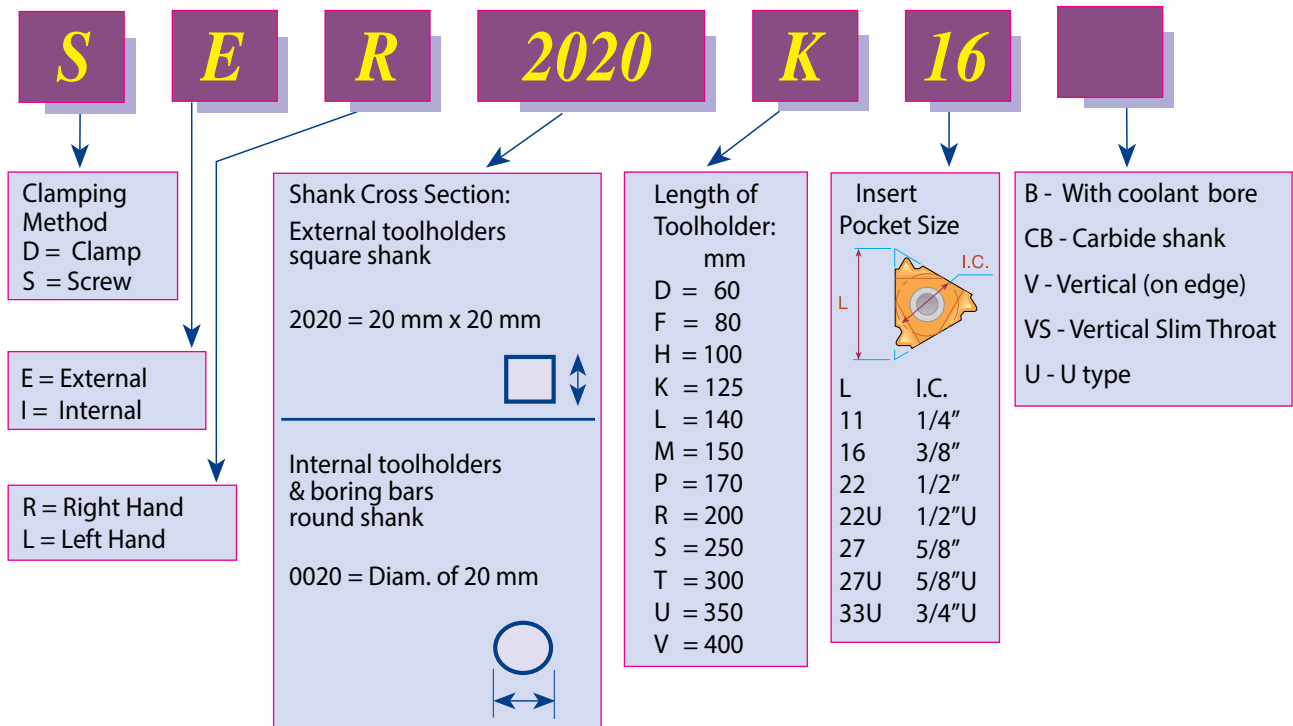 S E R 2020 K 16
Clamping
Method
D = Clamp
S = Screw
E = External
I = Internal
R = Right Hand
L = Left Hand
Shank Cross Section:
External toolholders
square shank
2020 = 20 mm x 20 mm
Internal toolholders
& boring bars
round shank
0020 = Diam. of 20 mm
Length of
Toolholder:
mm
D = 60
F = 80
H = 100
K = 125
L = 140
M = 150
P = 170
R = 200
S = 250
T = 300
U = 350
V = 400
Insert
Pocket Size
I.C.
L
L I.C.
11 1/4”
16 3/8”
22 1/2”
22U 1/2”U
27 5/8”
27U 5/8”U
33U 3/4”U
B - With coolant bore
CB - Carbide shank
V - Vertical (on edge)
VS - Vertical Slim Throat
U - U type